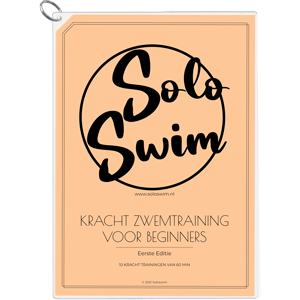 Solo
Swim
www.soloswim.nl
KRACHT ZWEMTRAINING
VOOR BEGINNERS
Eerste Editie
10 KRACHT TRAININGEN VAN 60 MIN